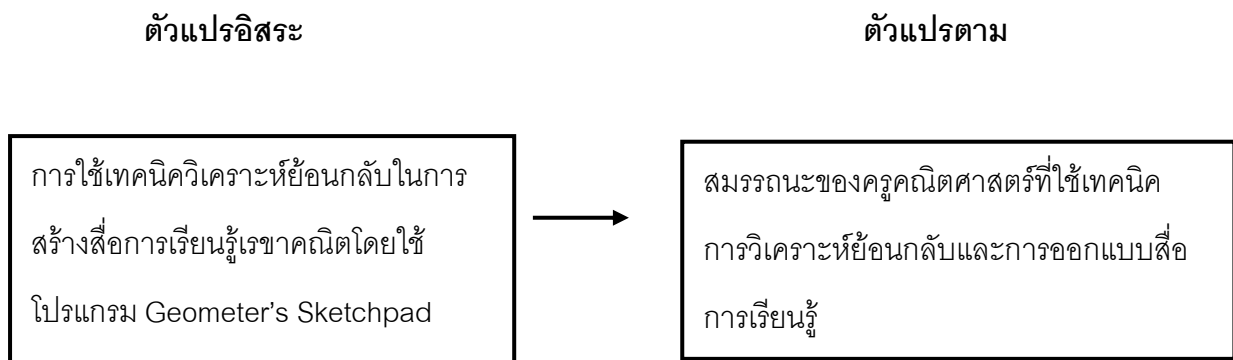 ตัวแปรอิสระ
ตัวแปรตาม
การใช้เทคนิควิเคราะห์ย้อนกลับในการ
สร้างสื่อการเรียนรู้เรขาคณิตโดยใช้
โปรแกรม Geometer’s Sketchpad
สมรรถนะของครูคณิตศาสตร์ที่ใช้เทคนิค
การวิเคราะห์ย้อนกลับและการออกแบบสื่อ
การเรียนรู้